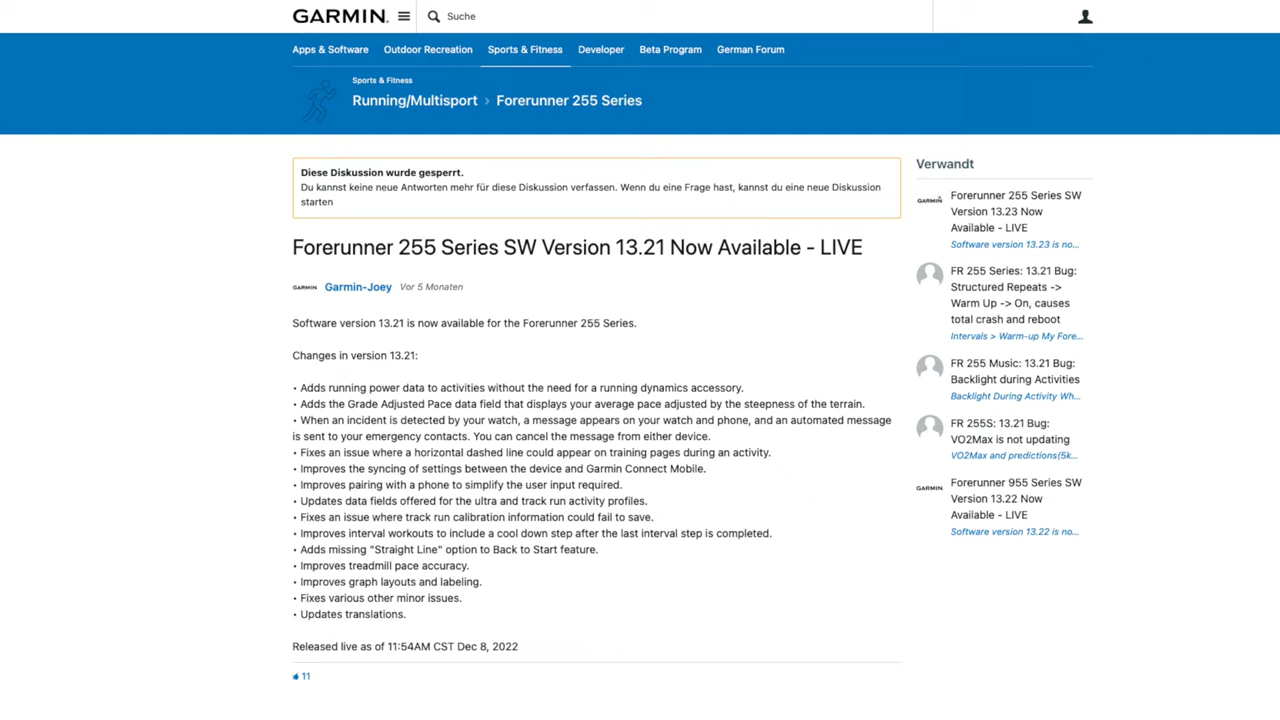 GARMIN.
Suche
Apps & Software
Outdoor Recreation
Sports & Fitness
Developer
Beta Program
German Forum
Sports & Fitness
Running/Multisport › Forerunner 255 Series
Diese Diskussion wurde gesperrt.
Du kannst keine neue Antworten mehr für diese Diskussion verfassen. Wenn du eine Frage hast, kannst du eine neue Diskussion
starten
Forerunner 255 Series SW Version 13.21 Now Available - LIVE
GARMIN
Garmin-Joey Vor 5 Monaten
Software version 13.21 is now available for the Forerunner 255 Series.
Changes in version 13.21:
• Adds running power data to activities without the need for a running dynamics accessory.
• Adds the Grade Adjusted Pace data field that displays your average pace adjusted by the steepness of the terrain.
• When an incident is detected by your watch, a message appears on your watch and phone, and an automated message
is sent to your emergency contacts. You can cancel the message from either device.
• Fixes an issue where a horizontal dashed line could appear on training pages during an activity.
• Improves the syncing of settings between the device and Garmin Connect Mobile.
• Improves pairing with a phone to simplify the user input required.
• Updates data fields offered for the ultra and track run activity profiles.
• Fixes an issue where track run calibration information could fail to save.
• Improves interval workouts to include a cool down step after the last interval step is completed.
• Adds missing "Straight Line" option to Back to Start feature.
• Improves treadmill pace accuracy.
• Improves graph layouts and labeling.
• Fixes various other minor issues.
• Updates translations.
Released live as of 11:54AM CST Dec 8, 2022
11
Verwandt
GARMIN
Forerunner 255 Series SW
Version 13.23 Now
Available - LIVE
Software version 13.23 is no...
FR 255 Series: 13.21 Bug:
Structured Repeats ->
Warm Up -> On, causes
total crash and reboot
Intervals > Warm-up My Fore...
FR 255 Music: 13.21 Bug:
Backlight during Activities
Backlight During Activity Wh...
FR 255S: 13.21 Bug:
VO2Max is not updating
VO2Max and predictions(5k...
GARMIN
Forerunner 955 Series SW
Version 13.22 Now
Available - LIVE
Software version 13.22 is no...